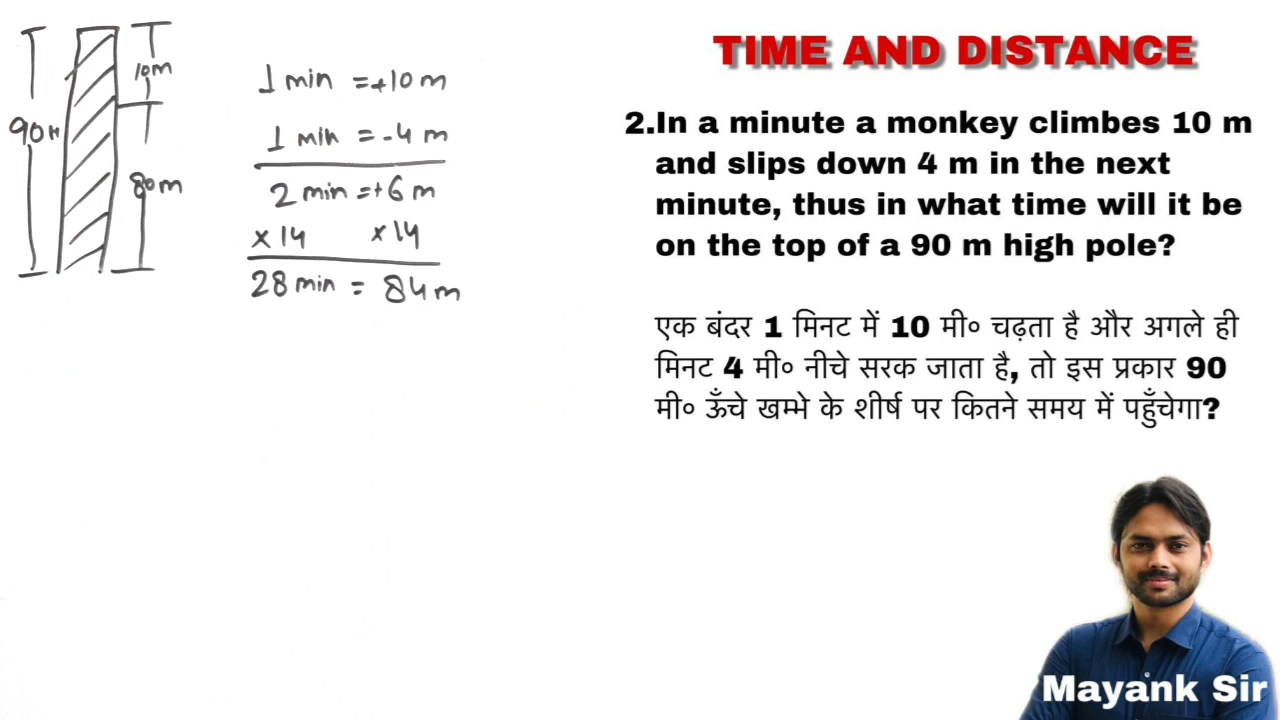 TIME AND DISTANCE
2.In a minute a monkey climbes 10 m
and slips down 4 m in the next
minute, thus in what time will it be
on the top of a 90 m high pole?
एक बंदर 1 मिनट में 10 मी० चढ़ता है और अगले ही
मिनट 4 मी० नीचे सरक जाता है, तो इस प्रकार 90
मी० ऊँचे खम्भे के शीर्ष पर कितने समय में पहुँचेगा?
90m
10m
80m
1 min = +10 m
1 min = -4 m
2 min = +6 m
×14 ×14
28 min = 84 m
Mayank Sir